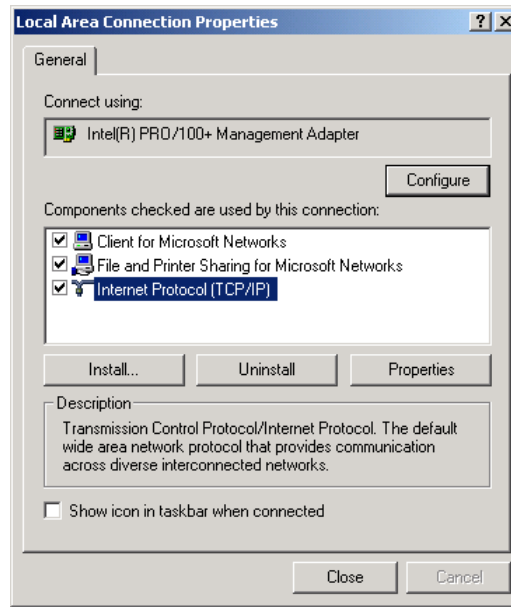 Local Area Connection Properties
General
Connect using:
Intel(R) PRO/100+ Management Adapter
Configure
Components checked are used by this connection:
Client for Microsoft Networks
File and Printer Sharing for Microsoft Networks
Internet Protocol (TCP/IP)
Install... Uninstall Properties
Description
Transmission Control Protocol/Internet Protocol. The default
wide area network protocol that provides communication
across diverse interconnected networks.
Show icon in taskbar when connected
Close Cancel